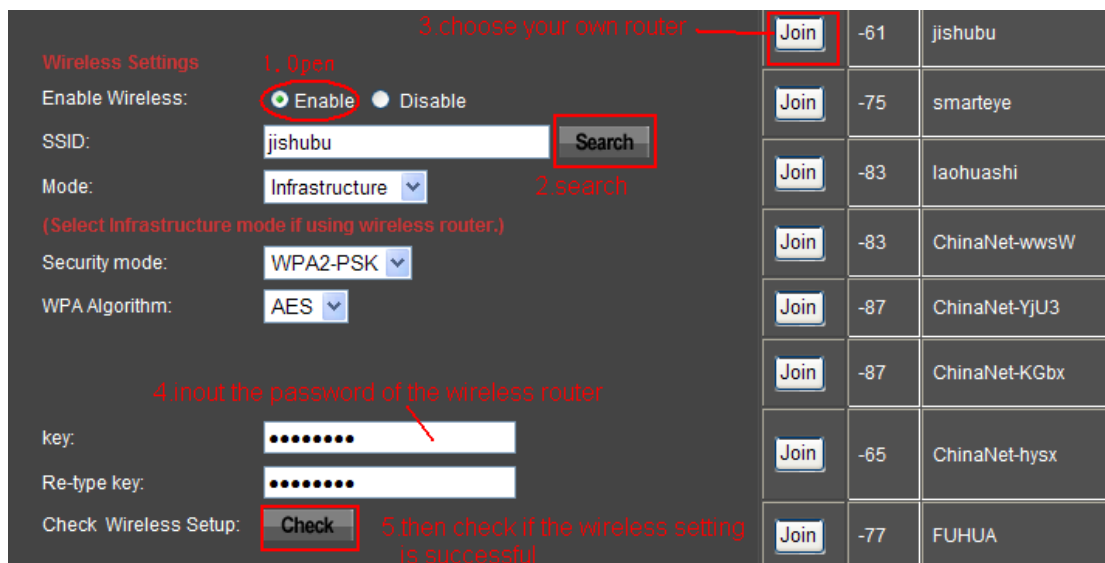 3.choose your own router
Wireless Settings
1. Open
Enable Wireless:
Enable
Disable
SSID:
jishubu
Search
Mode:
Infrastructure
2.search
(Select Infrastructure mode if using wireless router.)
Security mode:
WPA2-PSK
WPA Algorithm:
AES
4.inout the password of the wireless router
key:
●●●●●●●●
Re-type key:
●●●●●●●●
Check Wireless Setup:
Check
5.then check if the wireless setting
is successful
Join -61 jishubu
Join -75 smarteye
Join -83 laohuashi
Join -83 ChinaNet-wwsW
Join -87 ChinaNet-YjU3
Join -87 ChinaNet-KGbx
Join -65 ChinaNet-hysx
Join -77 FUHUA